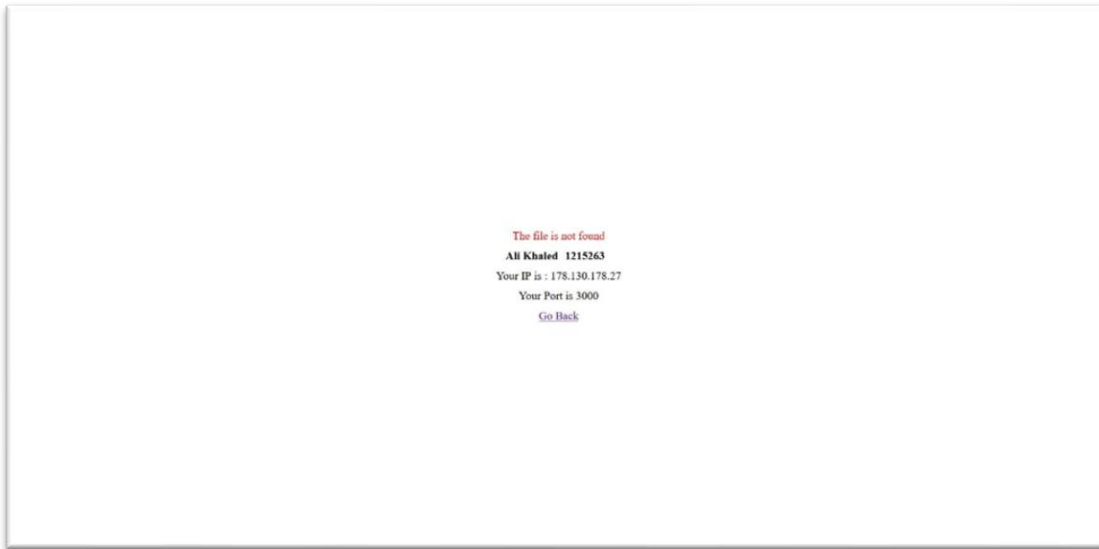 The file is not found
Ali Khaled 1215263
Your IP is : 178.130.178.27
Your Port is 3000
Go Back